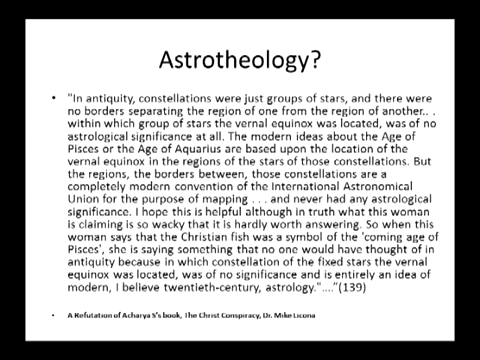 Astrotheology?
• "In antiquity, constellations were just groups of stars, and there were
no borders separating the region of one from the region of another.. .
within which group of stars the vernal equinox was located, was of no
astrological significance at all. The modern ideas about the Age of
Pisces or the Age of Aquarius are based upon the location of the
vernal equinox in the regions of the stars of those constellations. But
the regions, the borders between, those constellations are a
completely modern convention of the International Astronomical
Union for the purpose of mapping . . . and never had any astrological
significance. I hope this is helpful although in truth what this woman
is claiming is so wacky that it is hardly worth answering. So when this
woman says that the Christian fish was a symbol of the 'coming age of
Pisces', she is saying something that no one would have thought of in
antiquity because in which constellation of the fixed stars the vernal
equinox was located, was of no significance and is entirely an idea of
modern, I believe twentieth-century, astrology."...."(139)
• A Refutation of Acharya S's book, The Christ Conspiracy, Dr. Mike Licona